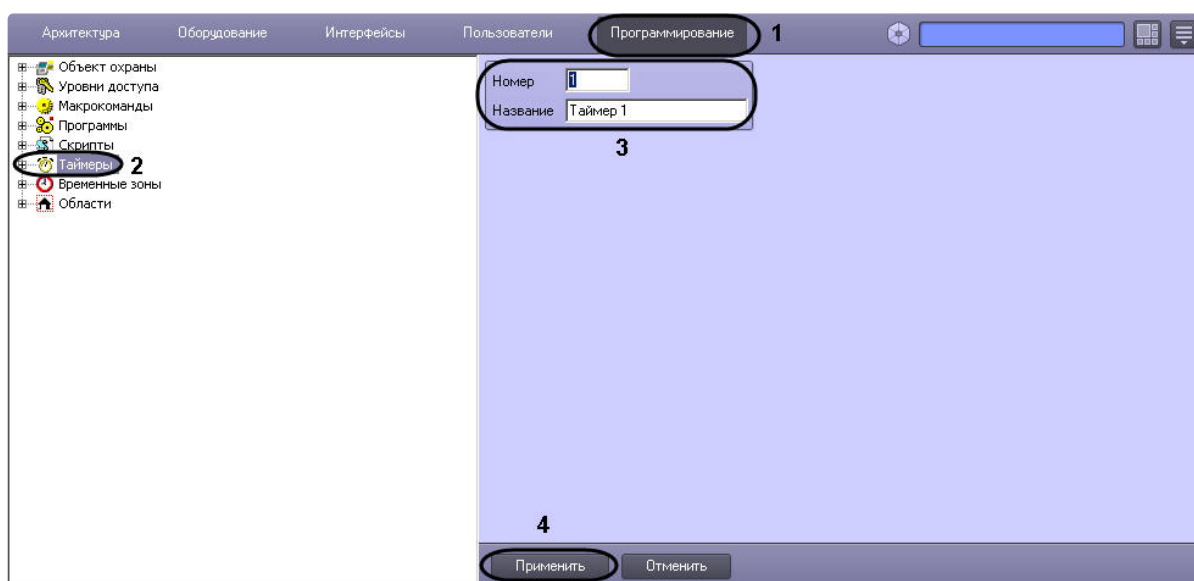 Архитектура Оборудование Интерфейсы Пользователи Программирование 1
Объект охраны
Уровни доступа
Макрокоманды
Программы
Скрипты
Таймеры 2
Временные зоны
Области
Номер 1
Название Таймер 1
3
4
Применить Отменить